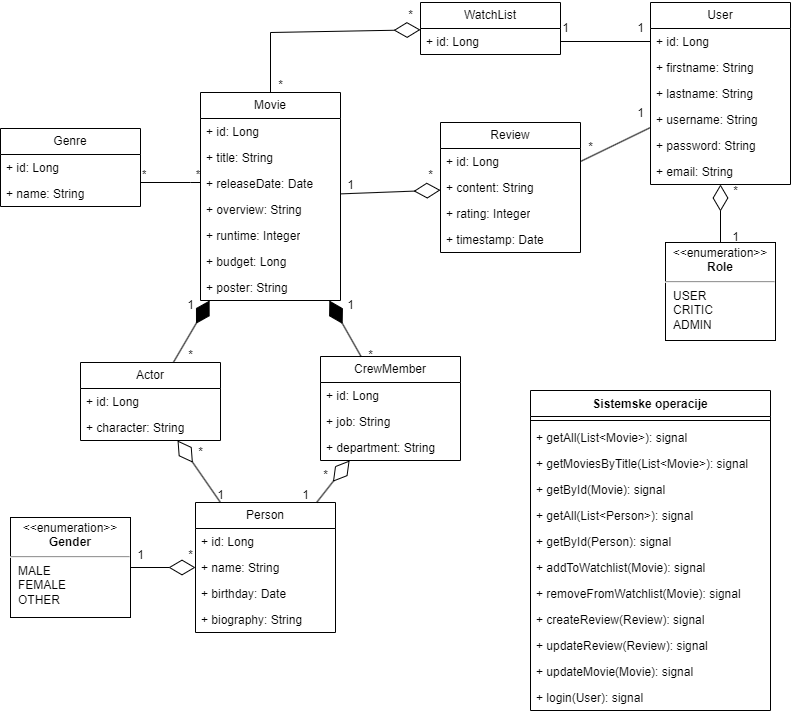 WatchList
+ id: Long
User
+ id: Long
+ firstname: String
+ lastname: String
+ username: String
+ password: String
+ email: String
*
1
1
*
Movie
+ id: Long
+ title: String
+ releaseDate: Date
+ overview: String
+ runtime: Integer
+ budget: Long
+ poster: String
Genre
+ id: Long
+ name: String
*
*
Review
+ id: Long
+ content: String
+ rating: Integer
+ timestamp: Date
1
*
*
1
*
1
<<enumeration>>
Role
USER
CRITIC
ADMIN
1
*
1
*
Actor
+ id: Long
+ character: String
CrewMember
+ id: Long
+ job: String
+ department: String
*
1
*
1
Person
+ id: Long
+ name: String
+ birthday: Date
+ biography: String
<<enumeration>>
Gender
MALE
FEMALE
OTHER
1
*
Sistemske operacije
+ getAll(List<Movie>): signal
+ getMoviesByTitle(List<Movie>): signal
+ getById(Movie): signal
+ getAll(List<Person>): signal
+ getById(Person): signal
+ addToWatchlist(Movie): signal
+ removeFromWatchlist(Movie): signal
+ createReview(Review): signal
+ updateReview(Review): signal
+ updateMovie(Movie): signal
+ login(User): signal